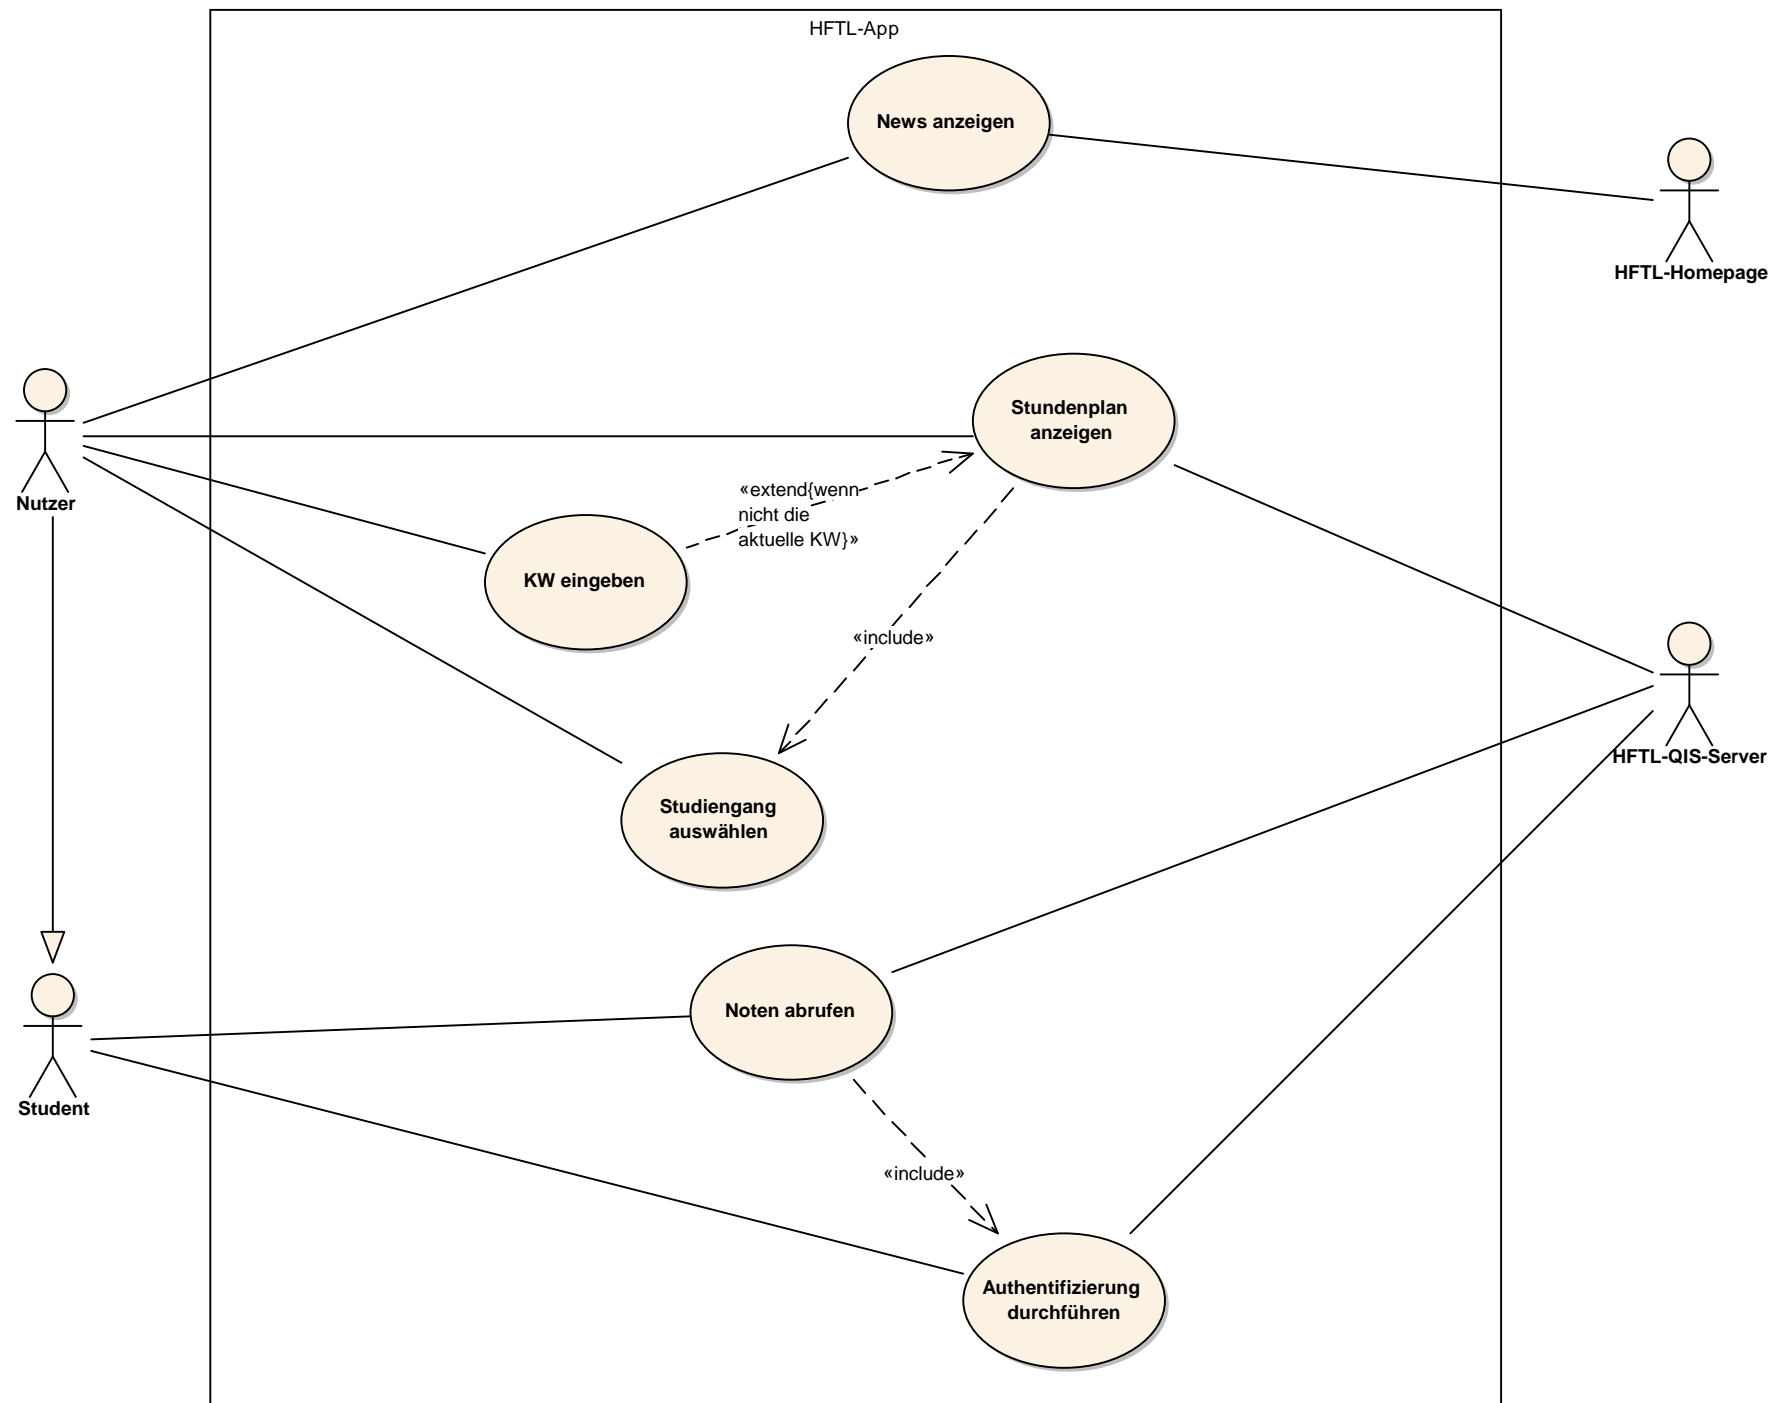 HFTL-App
News anzeigen
HFTL-Homepage
Stundenplan
anzeigen
Nutzer
«extend{wenn
nicht die
aktuelle KW}»
KW eingeben
«include»
HFTL-QIS-Server
Studiengang
auswählen
Noten abrufen
Student
«include»
Authentifizierung
durchführen